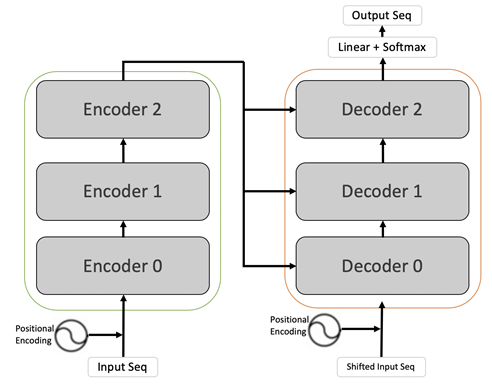 Output Seq
Linear + Softmax
Encoder 2
Decoder 2
Encoder 1
Decoder 1
Encoder 0
Decoder 0
Positional
Encoding
Positional
Encoding
Input Seq
Shifted Input Seq